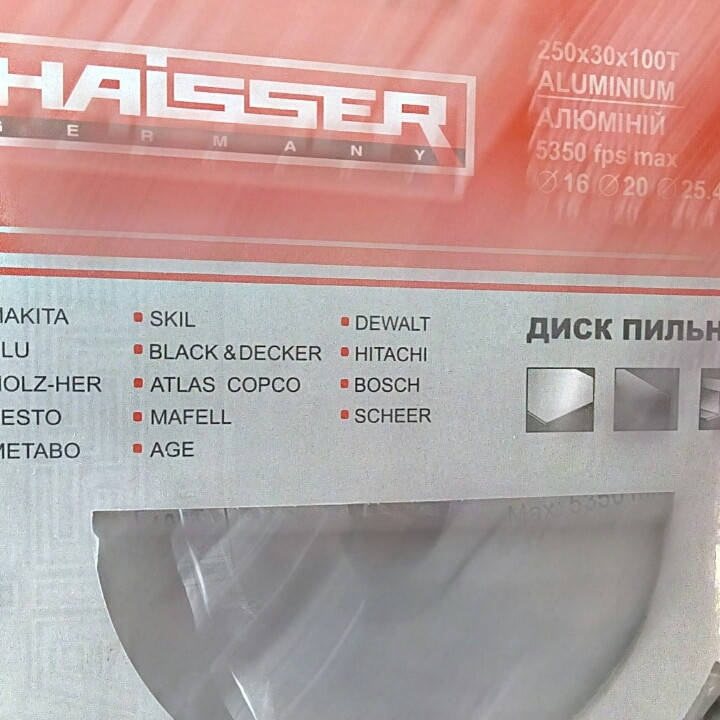 HAISSER
GERMANY
250x30x100T
ALUMINIUM
АЛЮМІНІЙ
5350 fps max
⌀16 ⌀20 ⌀25.4
MAKITA
LU
HOLZ-HER
ESTO
METABO
SKIL
BLACK & DECKER
ATLAS COPCO
MAFELL
AGE
DEWALT
HITACHI
BOSCH
SCHEER
ДИСК ПИЛЬН
Max: 5350